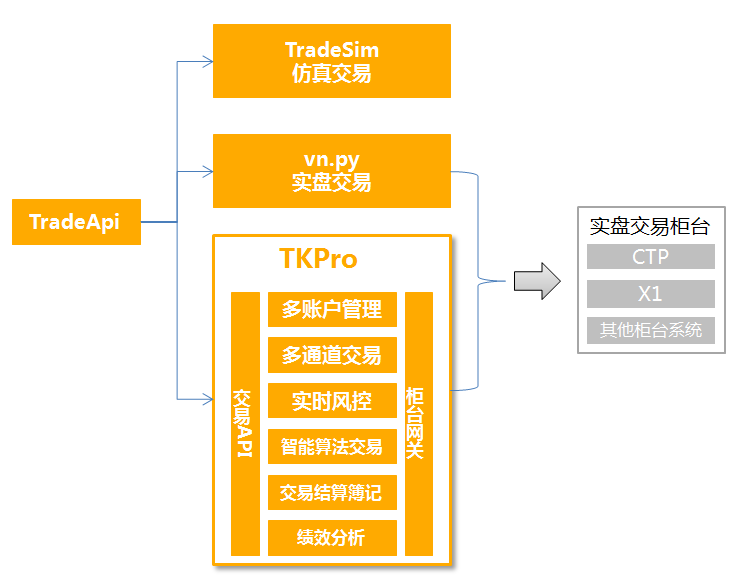 TradeSim
仿真交易
vn.py
实盘交易
TradeApi
TKPro
交易API
多账户管理
多通道交易
实时风控
智能算法交易
交易结算簿记
绩效分析
柜台网关
实盘交易柜台
CTP
X1
其他柜台系统